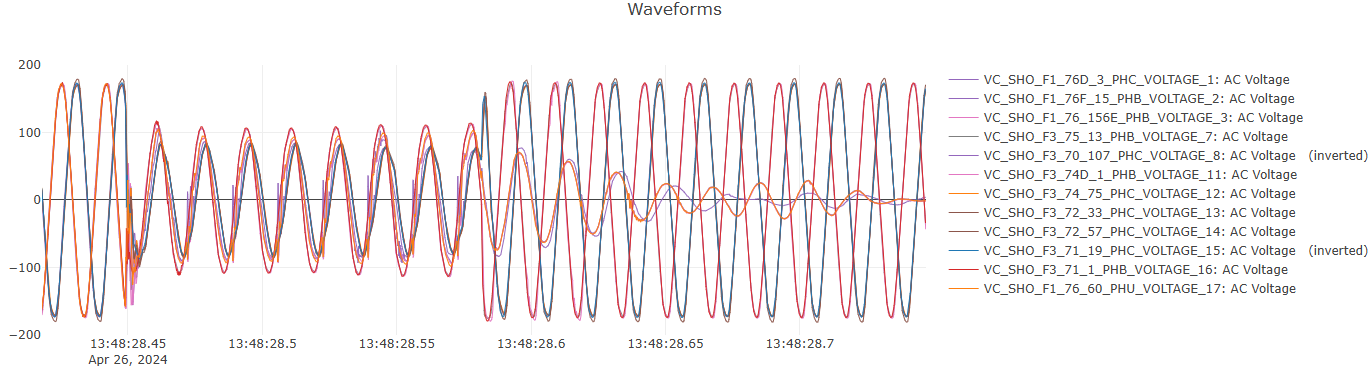 Waveforms
200
100
0
−100
−200
13:48:28.45
Apr 26, 2024
13:48:28.5
13:48:28.55
13:48:28.6
13:48:28.65
13:48:28.7
VC_SHO_F1_76D_3_PHC_VOLTAGE_1: AC Voltage
VC_SHO_F1_76F_15_PHB_VOLTAGE_2: AC Voltage
VC_SHO_F1_76_156E_PHB_VOLTAGE_3: AC Voltage
VC_SHO_F3_75_13_PHB_VOLTAGE_7: AC Voltage
VC_SHO_F3_70_107_PHC_VOLTAGE_8: AC Voltage (inverted)
VC_SHO_F3_74D_1_PHB_VOLTAGE_11: AC Voltage
VC_SHO_F3_74_75_PHC_VOLTAGE_12: AC Voltage
VC_SHO_F3_72_33_PHC_VOLTAGE_13: AC Voltage
VC_SHO_F3_72_57_PHC_VOLTAGE_14: AC Voltage
VC_SHO_F3_71_19_PHC_VOLTAGE_15: AC Voltage (inverted)
VC_SHO_F3_71_1_PHB_VOLTAGE_16: AC Voltage
VC_SHO_F1_76_60_PHU_VOLTAGE_17: AC Voltage